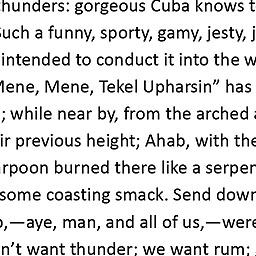 thunders: gorgeous Cuba knows t
Such a funny, sporty, gamy, jesty, j
intended to conduct it into the w
Mene, Mene, Tekel Upharsin” has
; while near by, from the arched a
ir previous height; Ahab, with the
arpoon burned there like a serpen
some coasting smack. Send down
o,—aye, man, and all of us,—were
n’t want thunder; we want rum;